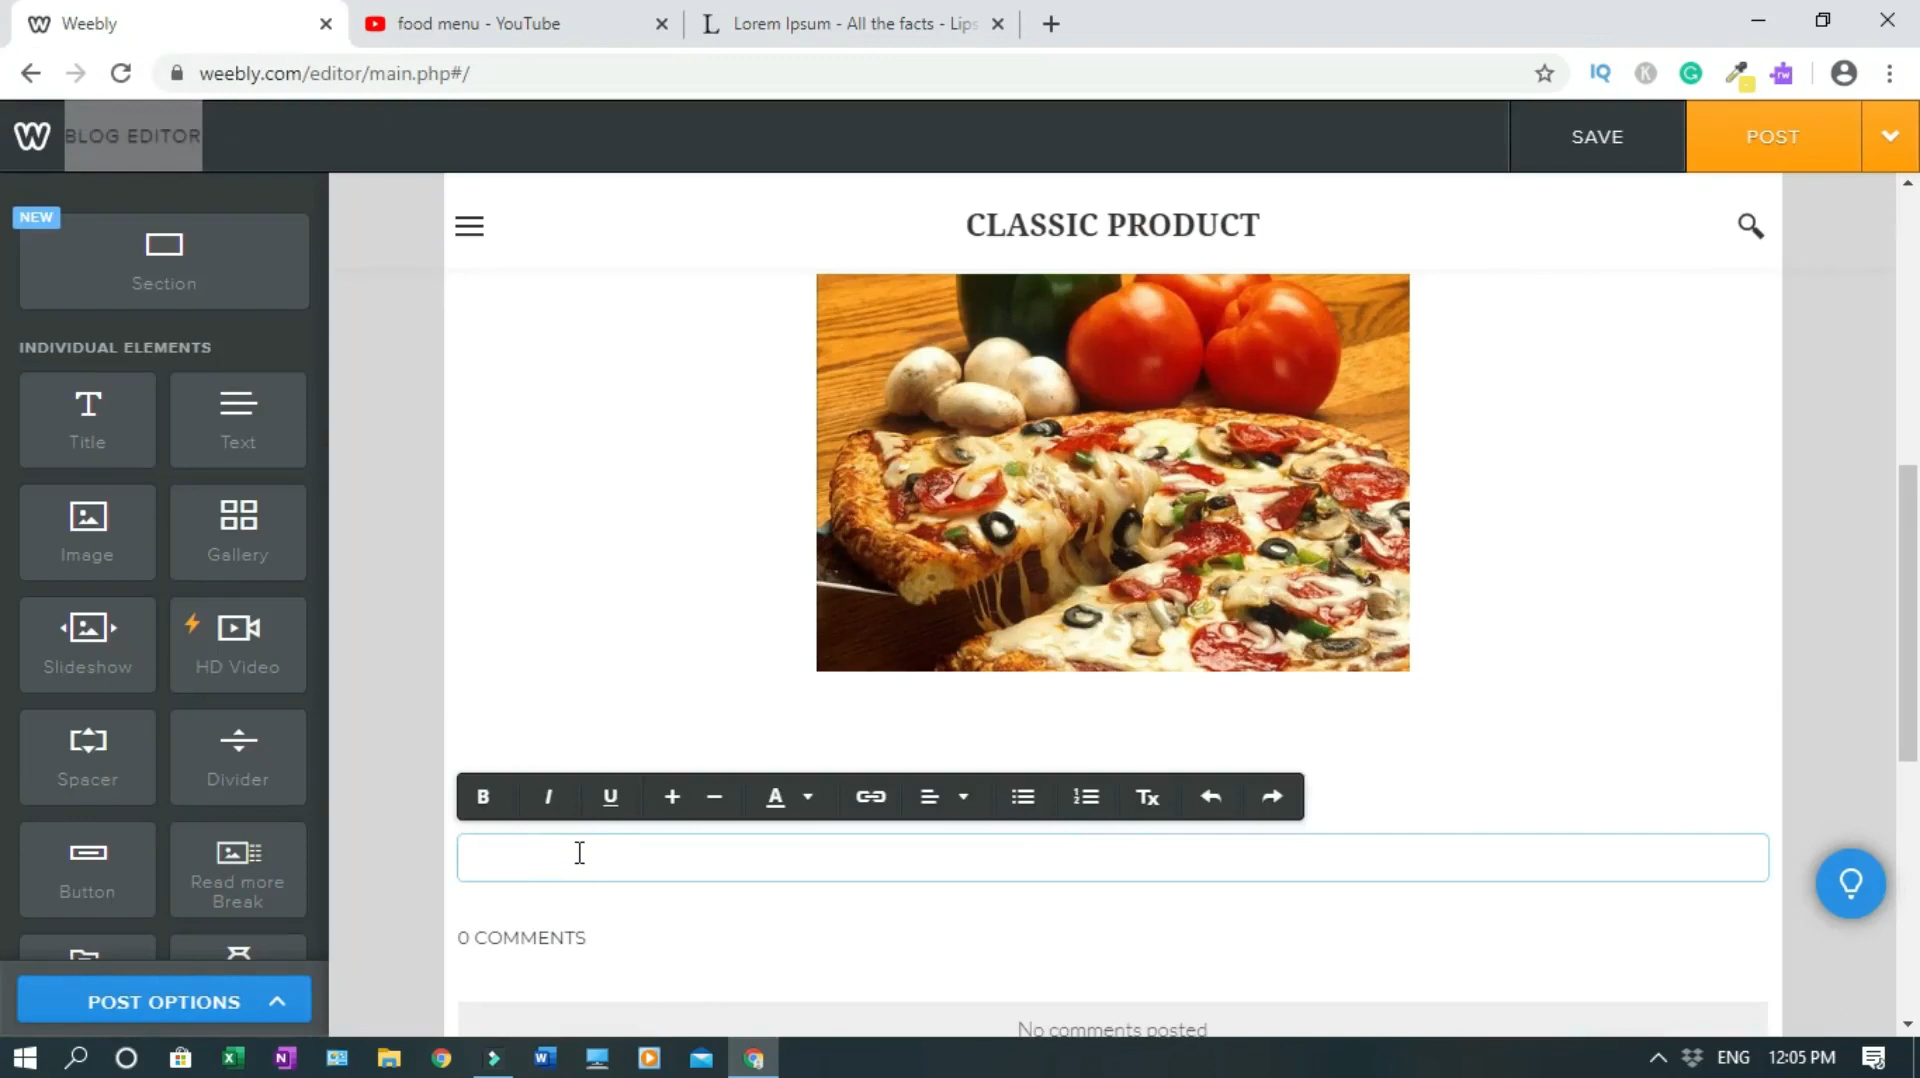 Weebly
food menu - YouTube
Lorem Ipsum - All the facts - Lips
weebly.com/editor/main.php#/
BLOG EDITOR
SAVE
POST
NEW
Section
CLASSIC PRODUCT
INDIVIDUAL ELEMENTS
Title
Text
Image
Gallery
Slideshow
HD Video
Spacer
Divider
Button
Read more
Break
0 COMMENTS
No comments posted
POST OPTIONS
ENG
12:05 PM